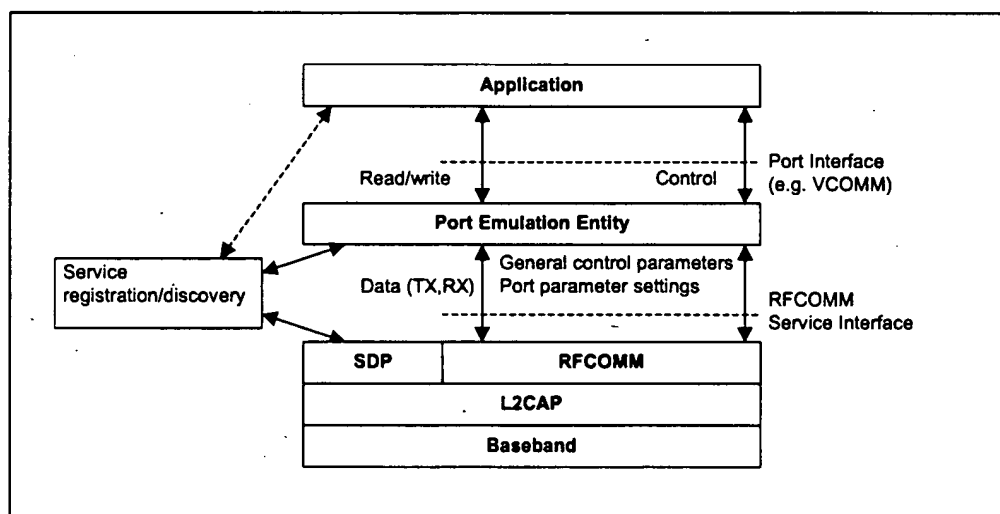 Application
Read/write
Control
Port Interface
(e.g. VCOMM)
Port Emulation Entity
Service
registration/discovery
Data (TX,RX)
General control parameters
Port parameter settings
RFCOMM
Service Interface
SDP
RFCOMM
L2CAP
Baseband